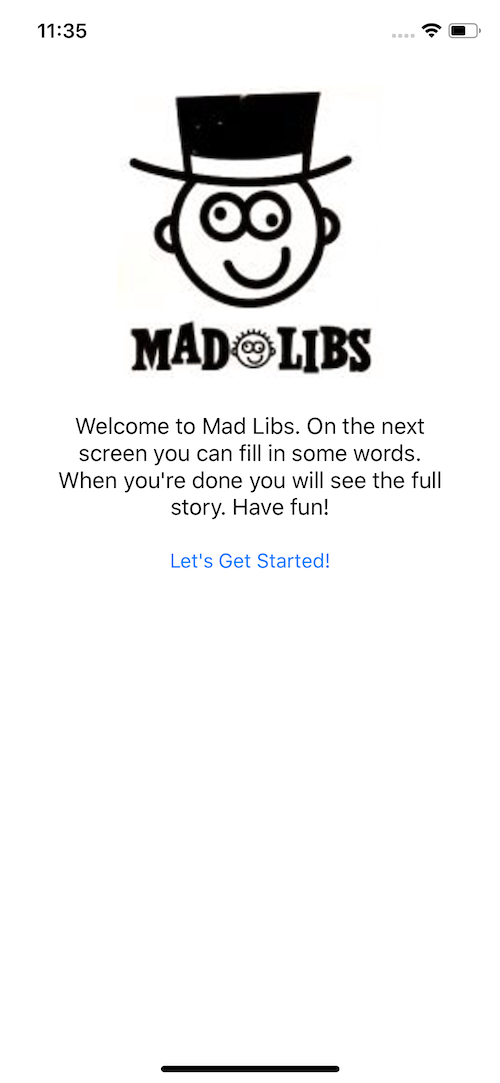 11:35
MAD LIBS
Welcome to Mad Libs. On the next
screen you can fill in some words.
When you're done you will see the full
story. Have fun!
Let's Get Started!